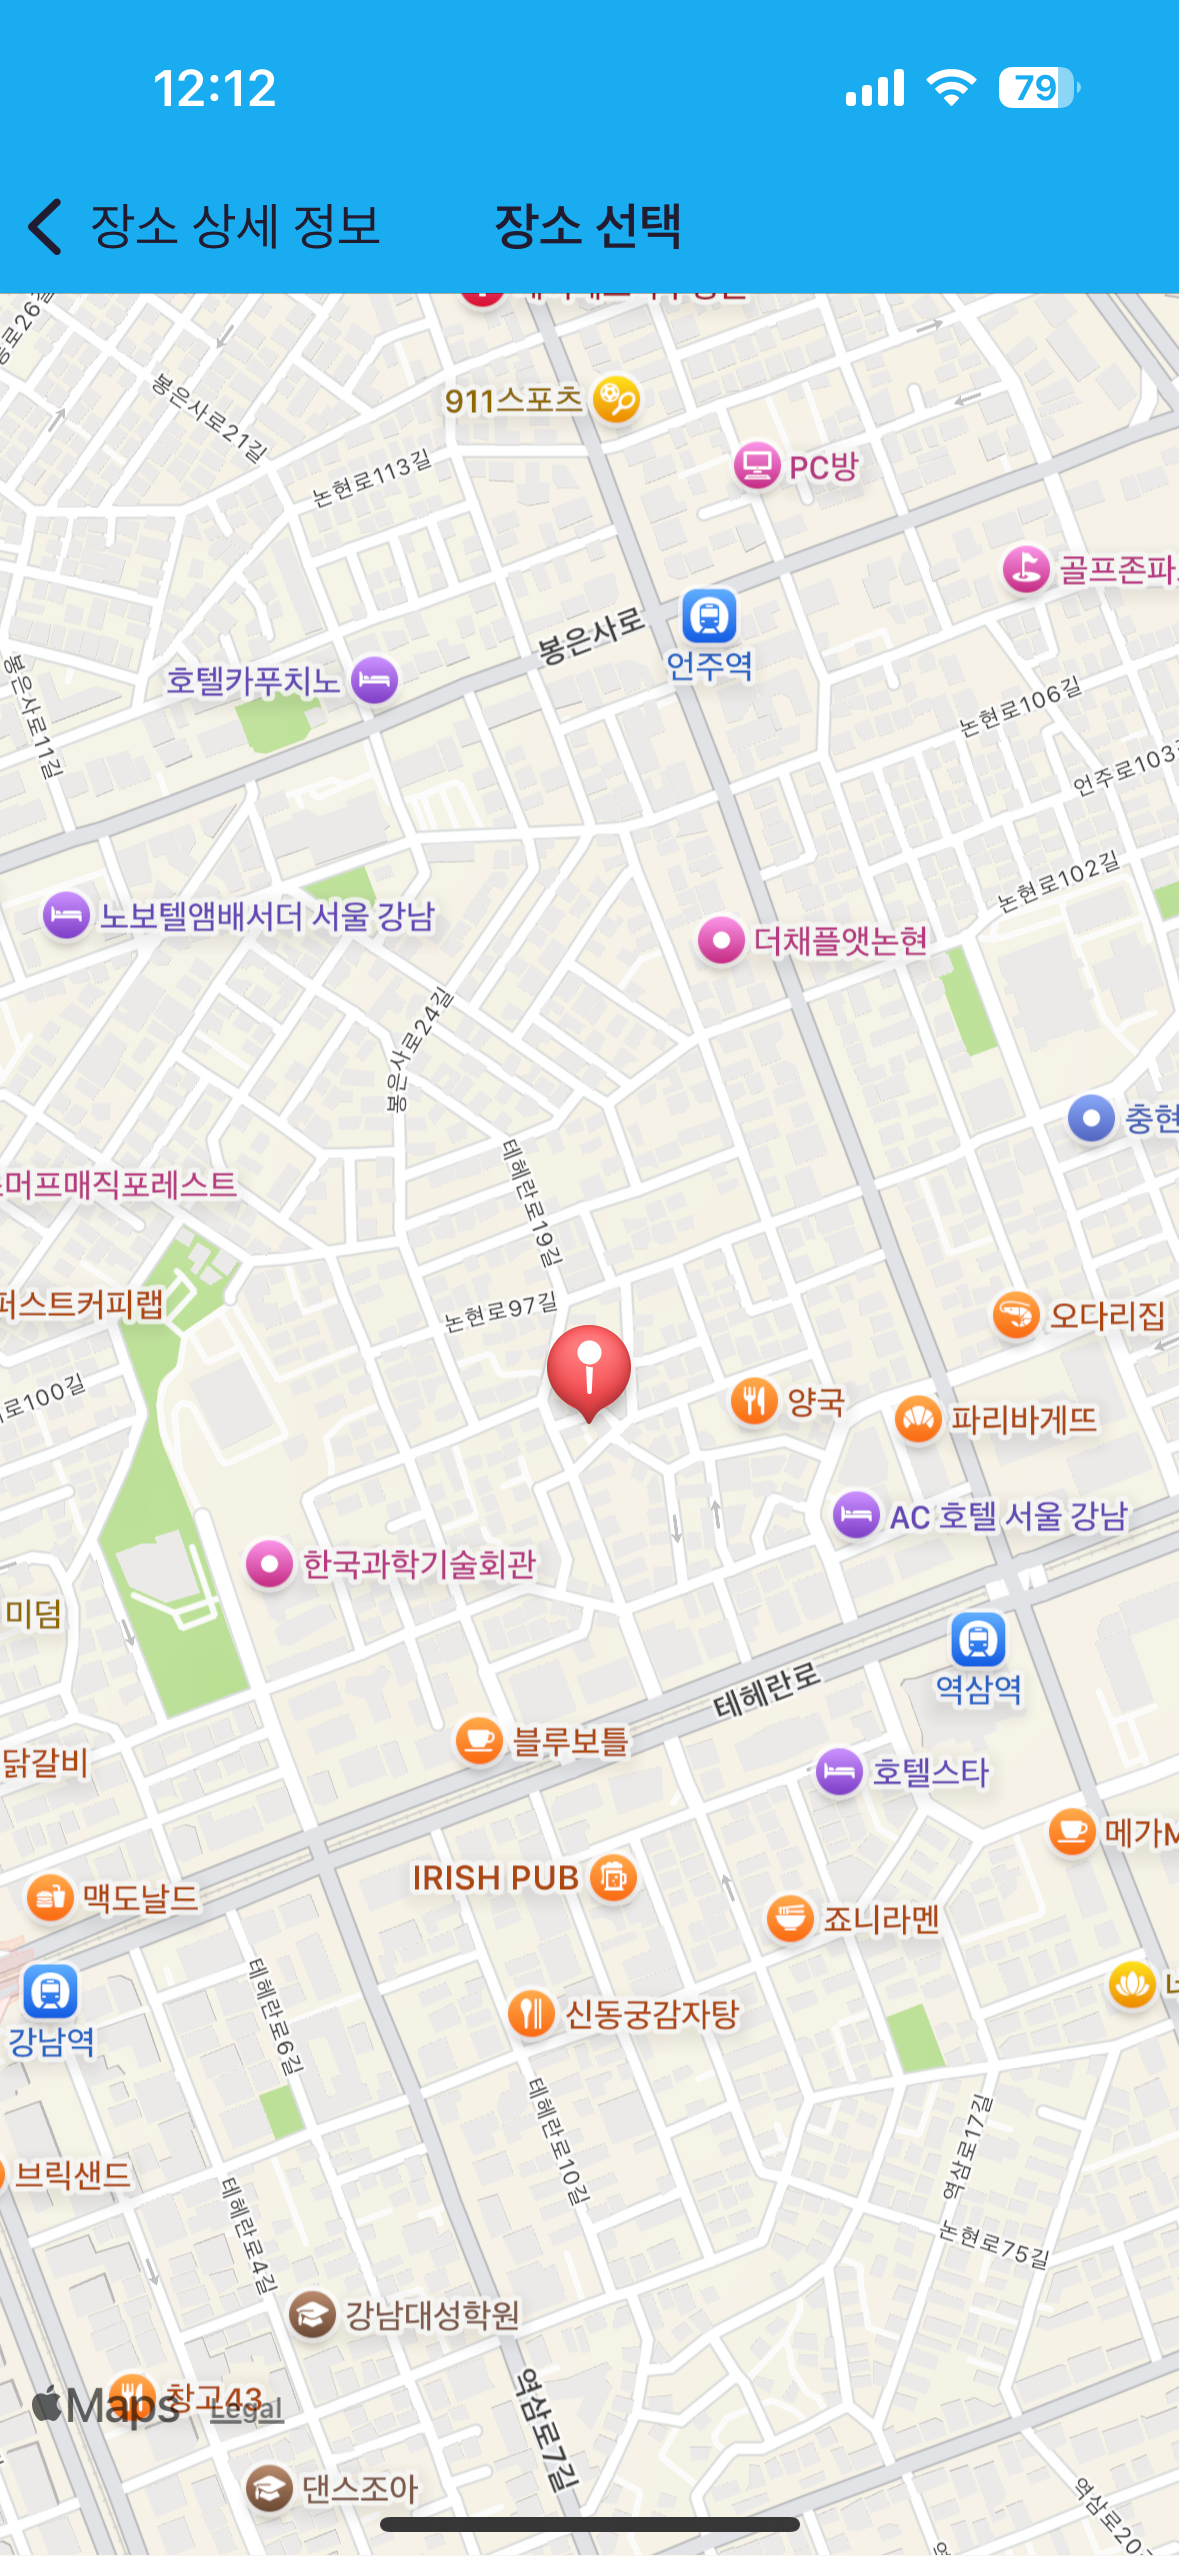 12:12
79
장소 상세 정보
장소 선택
911스포츠
봉은사로21길
논현로113길
PC방
골프존파...
봉은사로
언주역
호텔카푸치노
봉은사로11길
논현로106길
논현로102길
노보텔앰배서더 서울 강남
더채플앳논현
봉은사로24길
충현
테헤란로19길
머프매직포레스트
퍼스트커피랩
논현로97길
오다리집
로100길
양국
파리바게뜨
AC 호텔 서울 강남
한국과학기술회관
미덤
역삼역
테헤란로
블루보틀
닭갈비
호텔스타
메가M
IRISH PUB
맥도날드
죠니라멘
테헤란로6길
강남역
신동궁감자탕
테헤란로10길
역삼로17길
브릭샌드
테헤란로4길
논현로75길
강남대성학원
역삼로7길
창고43
Maps
Legal
댄스조아